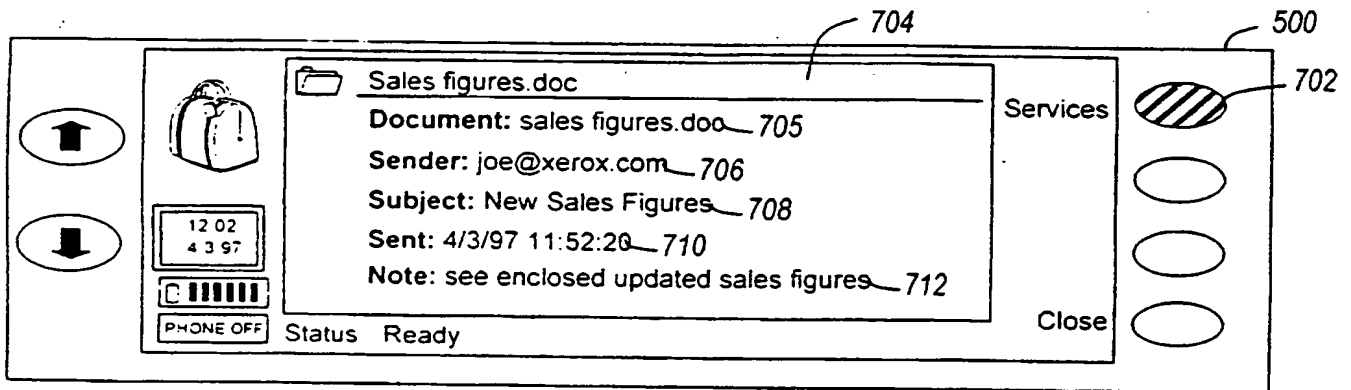 704
500
702
Sales figures.doc
Document: sales figures.doc 705
Sender: joe@xerox.com 706
Subject: New Sales Figures 708
Sent: 4/3/97 11:52:20 710
Note: see enclosed updated sales figures 712
Services
Close
12 02
4 3 97
PHONE OFF
Status Ready